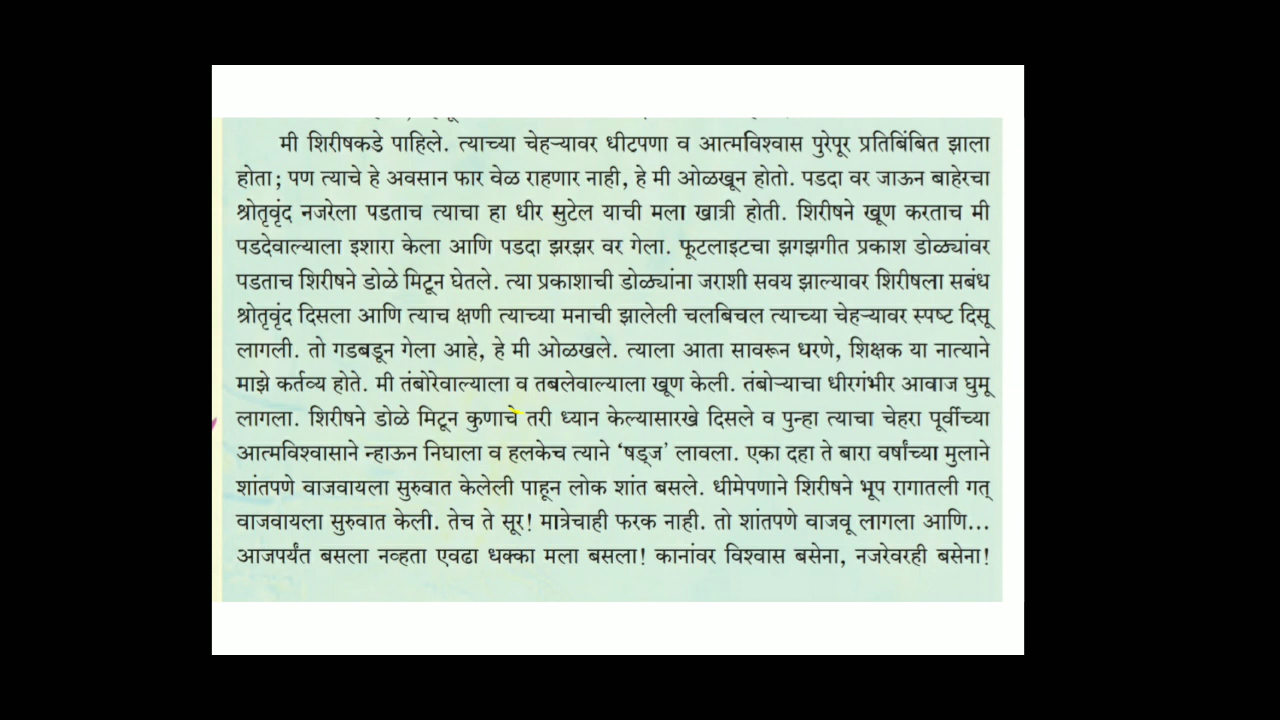 मी शिरीषकडे पाहिले. त्याच्या चेहऱ्यावर धीटपणा व आत्मविश्वास पुरेपूर प्रतिबिंबित झाला
होता; पण त्याचे हे अवसान फार वेळ राहणार नाही, हे मी ओळखून होतो. पडदा वर जाऊन बाहेरचा
श्रोतृवृंद नजरेला पडताच त्याचा हा धीर सुटेल याची मला खात्री होती. शिरीषने खूण करताच मी
पडदेवाल्याला इशारा केला आणि पडदा झरझर वर गेला. फूटलाइटचा झगझगीत प्रकाश डोळ्यांवर
पडताच शिरीषने डोळे मिटून घेतले. त्या प्रकाशाची डोळ्यांना जराशी सवय झाल्यावर शिरीषला सबंध
श्रोतृवृंद दिसला आणि त्याच क्षणी त्याच्या मनाची झालेली चलबिचल त्याच्या चेहऱ्यावर स्पष्ट दिसू
लागली. तो गडबडून गेला आहे, हे मी ओळखले. त्याला आता सावरून धरणे, शिक्षक या नात्याने
माझे कर्तव्य होते. मी तंबोरेवाल्याला व तबलेवाल्याला खूण केली. तंबोऱ्याचा धीरगंभीर आवाज घुमू
लागला. शिरीषने डोळे मिटून कुणाचे तरी ध्यान केल्यासारखे दिसले व पुन्हा त्याचा चेहरा पूर्वीच्या
आत्मविश्वासाने न्हाऊन निघाला व हलकेच त्याने ‘षड्ज’ लावला. एका दहा ते बारा वर्षांच्या मुलाने
शांतपणे वाजवायला सुरुवात केलेली पाहून लोक शांत बसले. धीमेपणाने शिरीषने भूप रागातली गत्
वाजवायला सुरुवात केली. तेच ते सूर! मात्रेचाही फरक नाही. तो शांतपणे वाजवू लागला आणि...
आजपर्यंत बसला नव्हता एवढा धक्का मला बसला! कानांवर विश्वास बसेना, नजरेवरही बसेना!